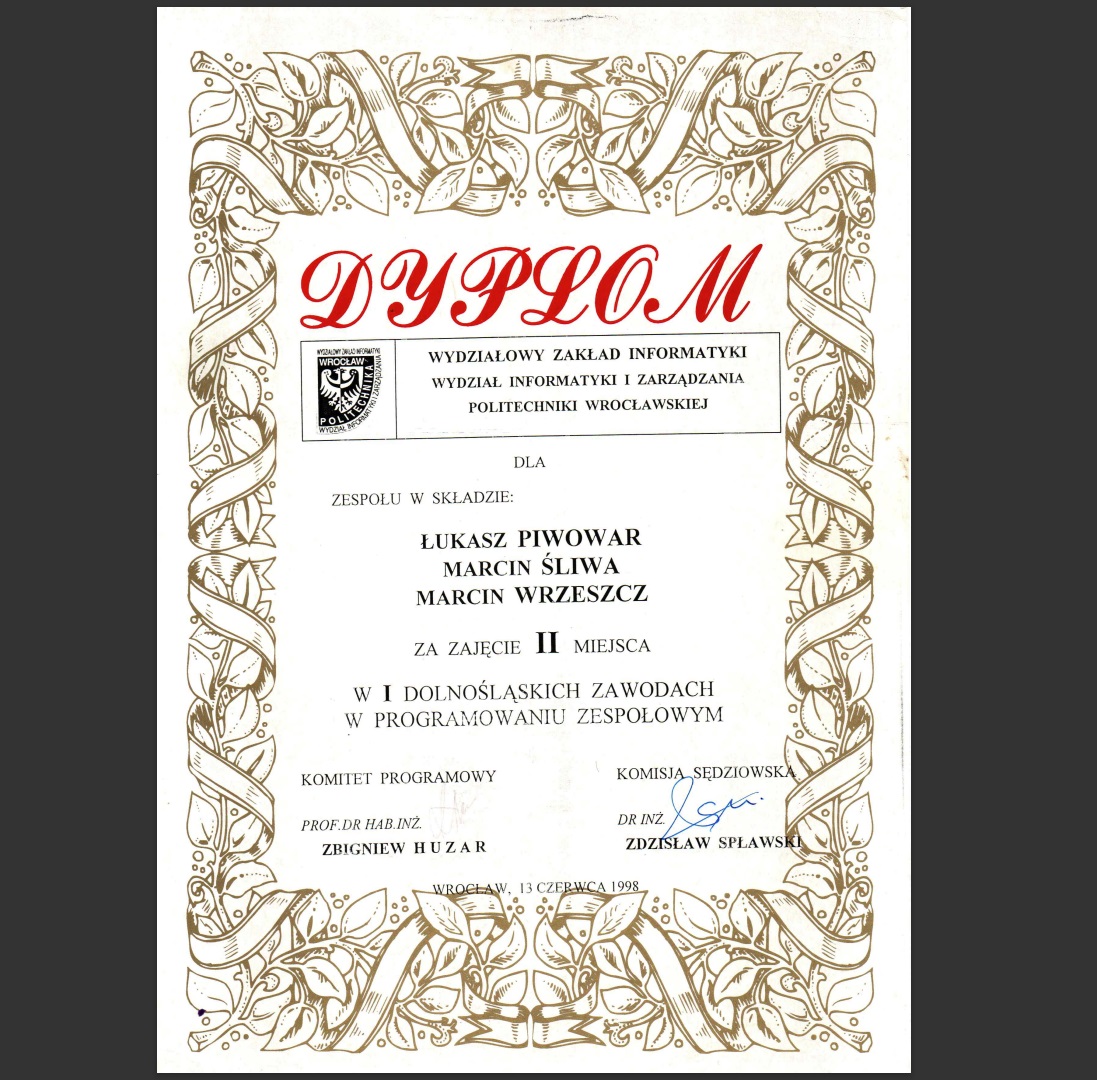 DYPLOM
WYDZIAŁOWY ZAKŁAD INFORMATYKI
WROCŁAW
POLITECHNIKA
WYDZIAŁ INFORMATYKI I ZARZĄDZANIA
WYDZIAŁOWY ZAKŁAD INFORMATYKI
WYDZIAŁ INFORMATYKI I ZARZĄDZANIA
POLITECHNIKI WROCŁAWSKIEJ
DLA
ZESPOŁU W SKŁADZIE:
ŁUKASZ PIWOWAR
MARCIN ŚLIWA
MARCIN WRZESZCZ
ZA ZAJĘCIE II MIEJSCA
W I DOLNOŚLĄSKICH ZAWODACH
W PROGRAMOWANIU ZESPOŁOWYM
KOMITET PROGRAMOWY
PROF.DR HAB.INŻ.
ZBIGNIEW HUZAR
KOMISJA SĘDZIOWSKA
DR INŻ.
ZDZISŁAW SPŁAWSKI
WROCŁAW, 13 CZERWCA 1998